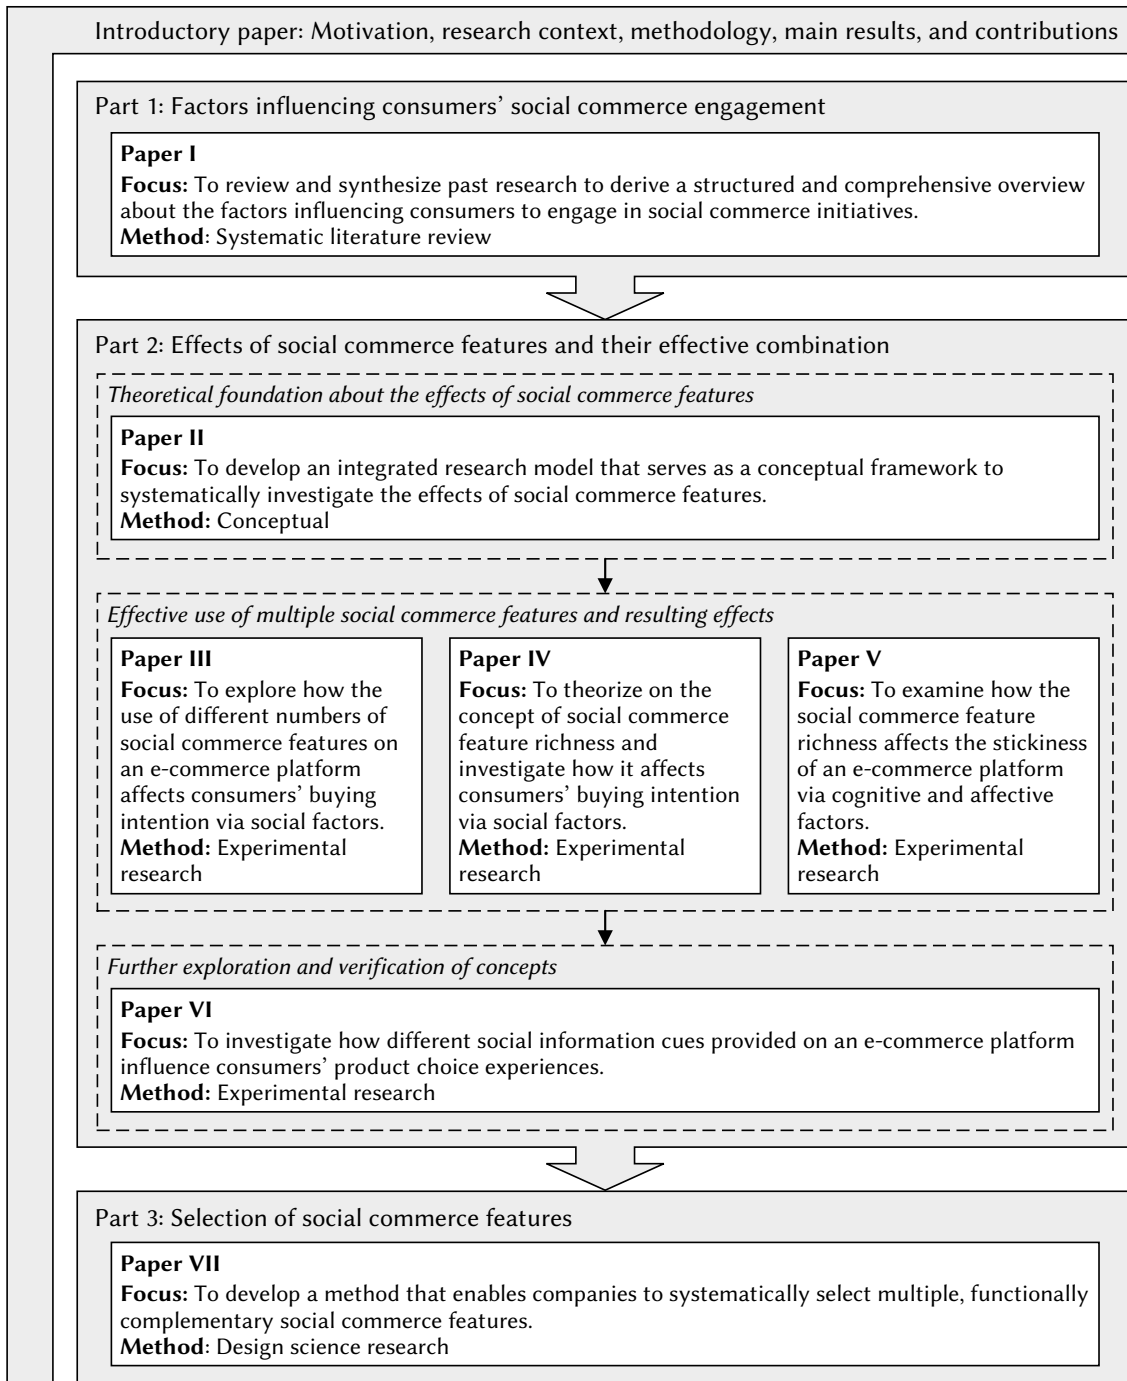 Introductory paper: Motivation, research context, methodology, main results, and contributions
Part 1: Factors influencing consumers’ social commerce engagement
Paper I
Focus: To review and synthesize past research to derive a structured and comprehensive overview
about the factors influencing consumers to engage in social commerce initiatives.
Method: Systematic literature review
Part 2: Effects of social commerce features and their effective combination
Theoretical foundation about the effects of social commerce features
Paper II
Focus: To develop an integrated research model that serves as a conceptual framework to
systematically investigate the effects of social commerce features.
Method: Conceptual
Effective use of multiple social commerce features and resulting effects
Paper III
Focus: To explore how the
use of different numbers of
social commerce features on
an e-commerce platform
affects consumers’ buying
intention via social factors.
Method: Experimental
research
Paper IV
Focus: To theorize on the
concept of social commerce
feature richness and
investigate how it affects
consumers’ buying intention
via social factors.
Method: Experimental
research
Paper V
Focus: To examine how the
social commerce feature
richness affects the stickiness
of an e-commerce platform
via cognitive and affective
factors.
Method: Experimental
research
Further exploration and verification of concepts
Paper VI
Focus: To investigate how different social information cues provided on an e-commerce platform
influence consumers’ product choice experiences.
Method: Experimental research
Part 3: Selection of social commerce features
Paper VII
Focus: To develop a method that enables companies to systematically select multiple, functionally
complementary social commerce features.
Method: Design science research